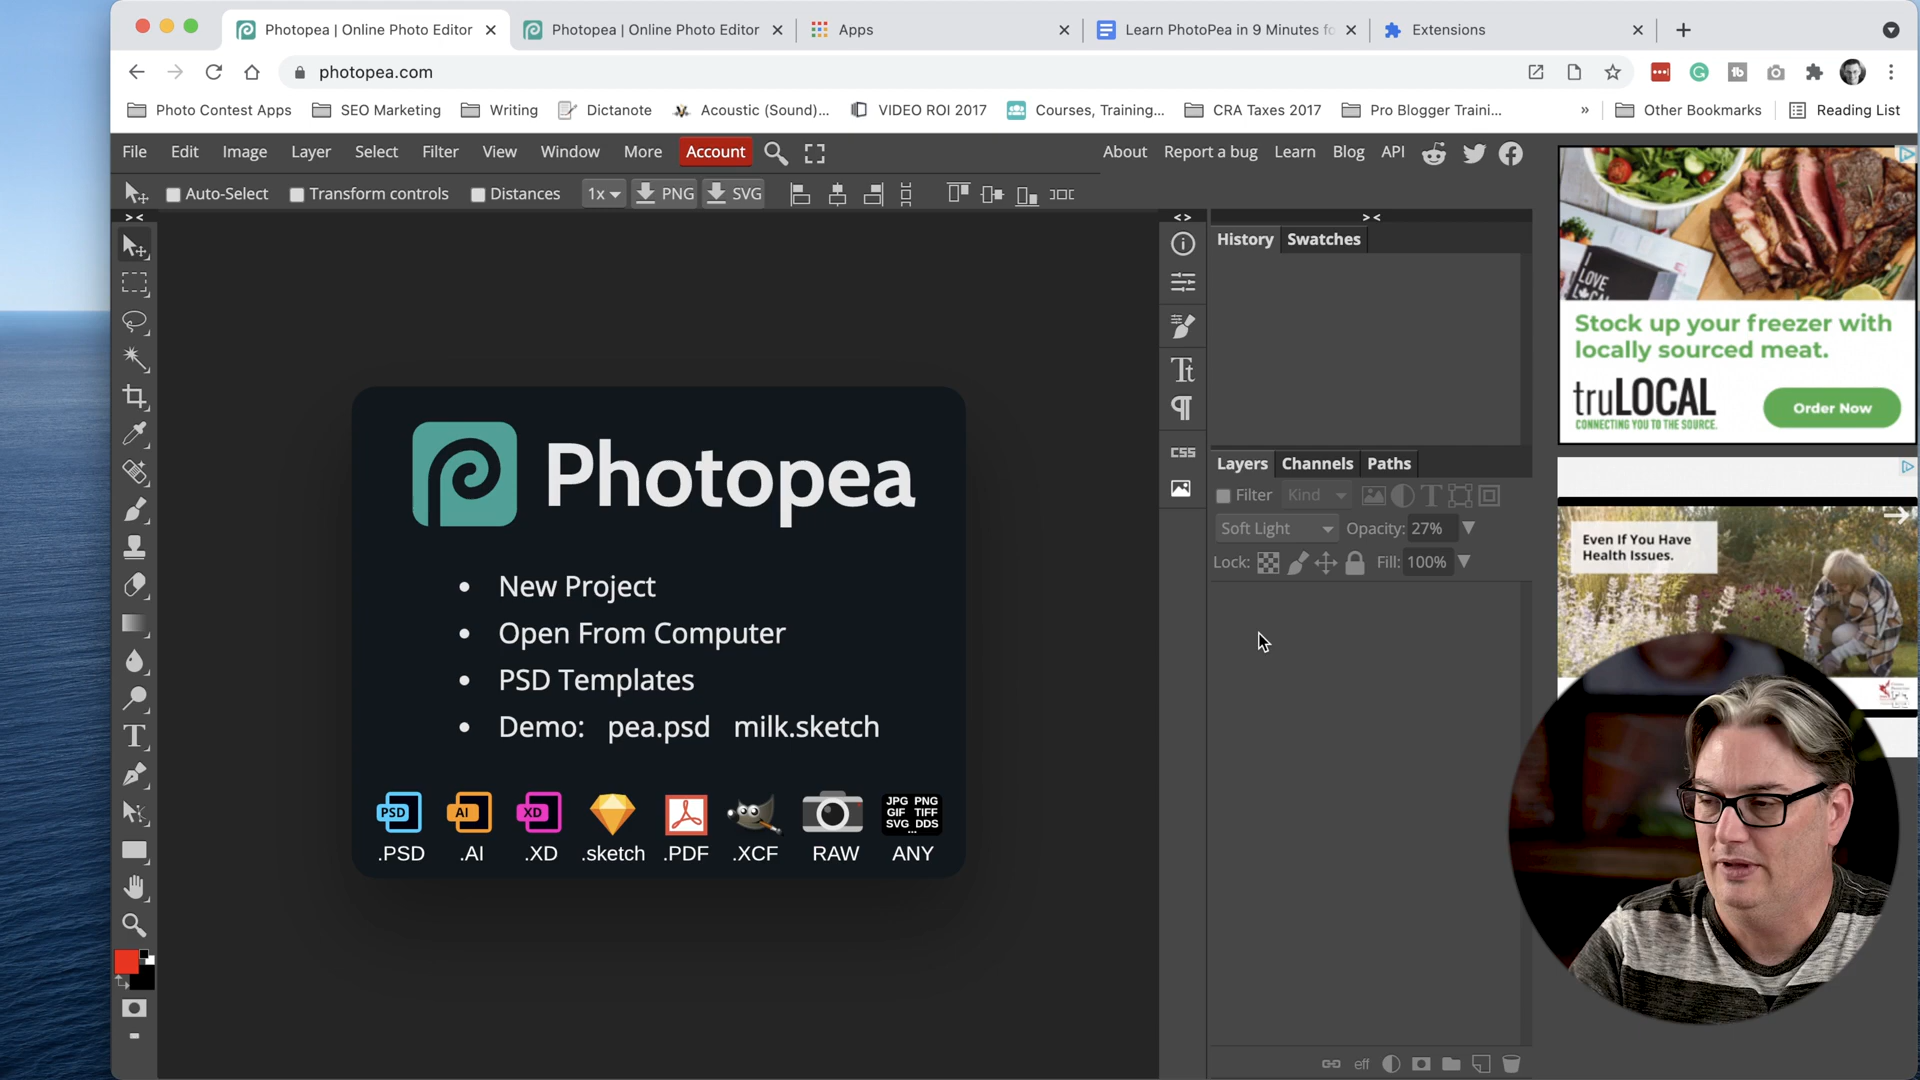 Photopea | Online Photo Editor
Photopea | Online Photo Editor
Apps
Learn PhotoPea in 9 Minutes fo
Extensions
photopea.com
Photo Contest Apps
SEO Marketing
Writing
Dictanote
Acoustic (Sound)...
VIDEO ROI 2017
Courses, Training,...
CRA Taxes 2017
Pro Blogger Traini...
»
Other Bookmarks
Reading List
File Edit Image Layer Select Filter View Window More Account
About Report a bug Learn Blog API
Auto-Select Transform controls Distances 1x PNG SVG
History Swatches
CSS
Layers Channels Paths
Filter Kind
Soft Light Opacity: 27%
Lock: Fill: 100%
eff
Photopea
• New Project
• Open From Computer
• PSD Templates
• Demo: pea.psd milk.sketch
PSD AI XD
JPG PNG
GIF TIFF
SVG DDS
...
.PSD .AI .XD .sketch .PDF .XCF RAW ANY
I
LOVE
Stock up your freezer with
locally sourced meat.
truLOCAL
CONNECTING YOU TO THE SOURCE.
Order Now
Even If You Have
Health Issues.